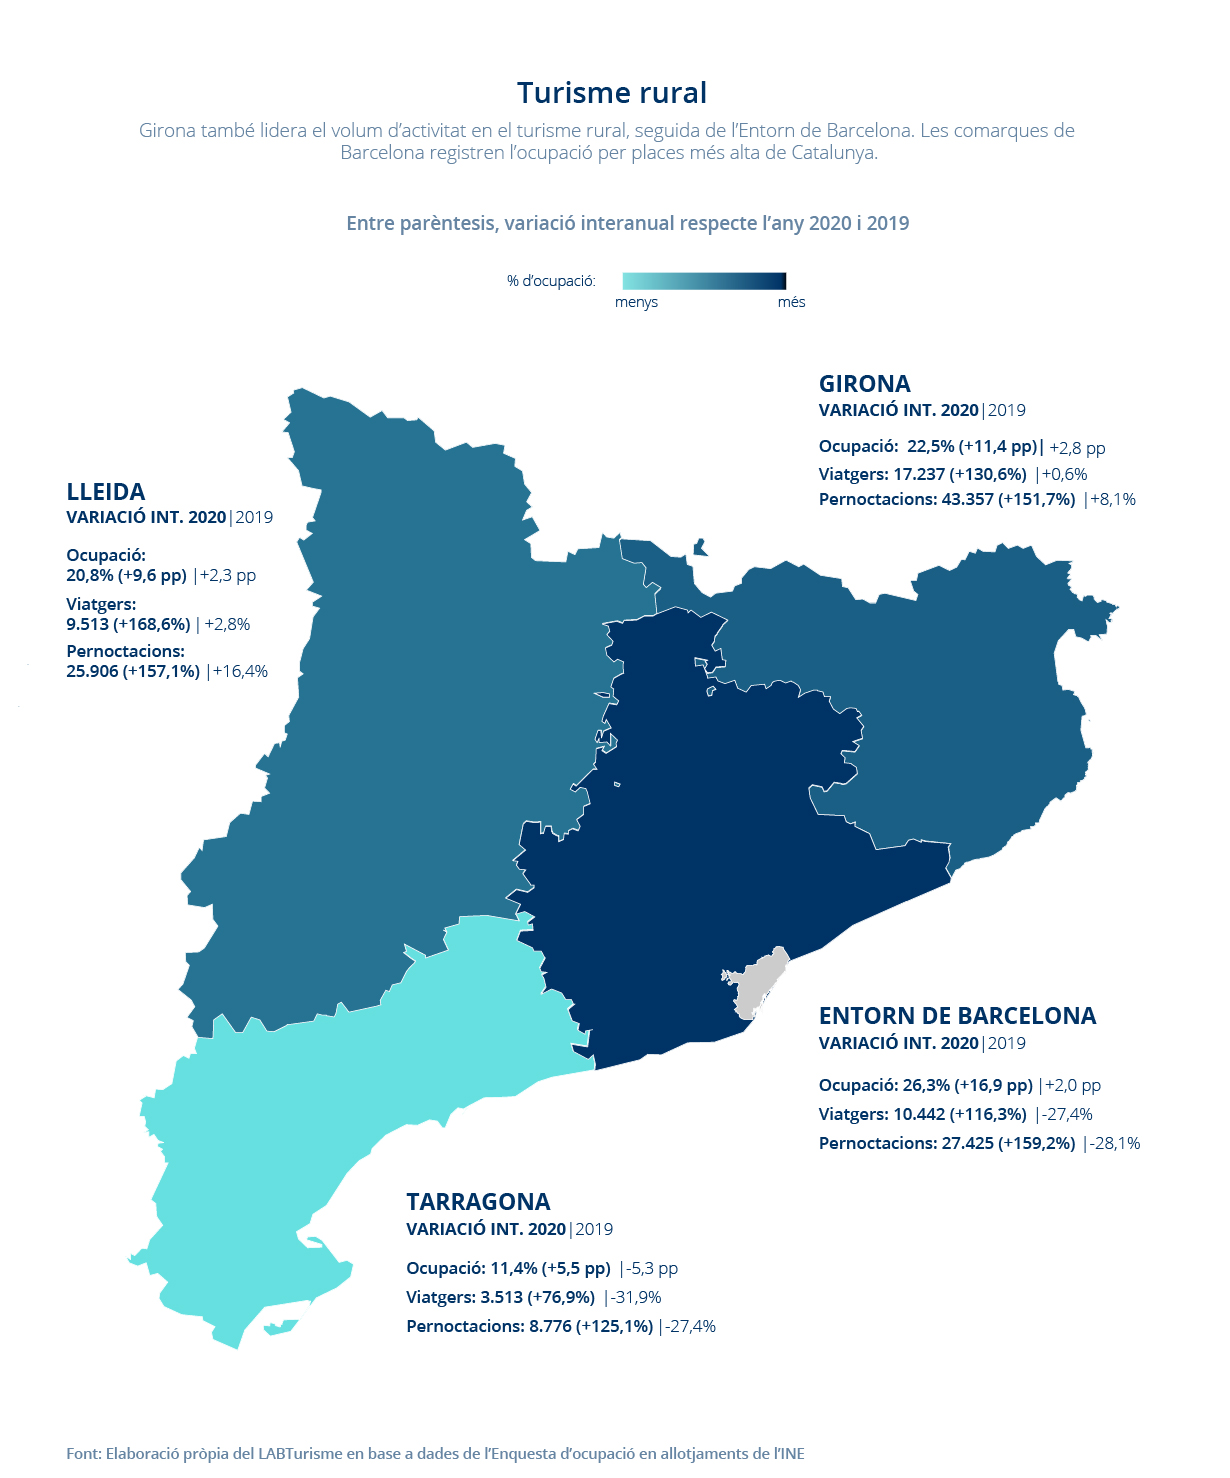 Turisme rural
Girona també lidera el volum d’activitat en el turisme rural, seguida de l’Entorn de Barcelona. Les comarques de
Barcelona registren l’ocupació per places més alta de Catalunya.
Entre parèntesis, variació interanual respecte l’any 2020 i 2019
% d’ocupació:
menys més
GIRONA
VARIACIÓ INT. 2020|2019
Ocupació: 22,5% (+11,4 pp)| +2,8 pp
Viatgers: 17.237 (+130,6%) |+0,6%
Pernoctacions: 43.357 (+151,7%) |+8,1%
LLEIDA
VARIACIÓ INT. 2020|2019
Ocupació:
20,8% (+9,6 pp) |+2,3 pp
Viatgers:
9.513 (+168,6%) | +2,8%
Pernoctacions:
25.906 (+157,1%) |+16,4%
ENTORN DE BARCELONA
VARIACIÓ INT. 2020|2019
Ocupació: 26,3% (+16,9 pp) |+2,0 pp
Viatgers: 10.442 (+116,3%) |-27,4%
Pernoctacions: 27.425 (+159,2%) |-28,1%
TARRAGONA
VARIACIÓ INT. 2020|2019
Ocupació: 11,4% (+5,5 pp) |-5,3 pp
Viatgers: 3.513 (+76,9%) |-31,9%
Pernoctacions: 8.776 (+125,1%) |-27,4%
Font: Elaboració pròpia del LABTurisme en base a dades de l’Enquesta d’ocupació en allotjaments de l’INE